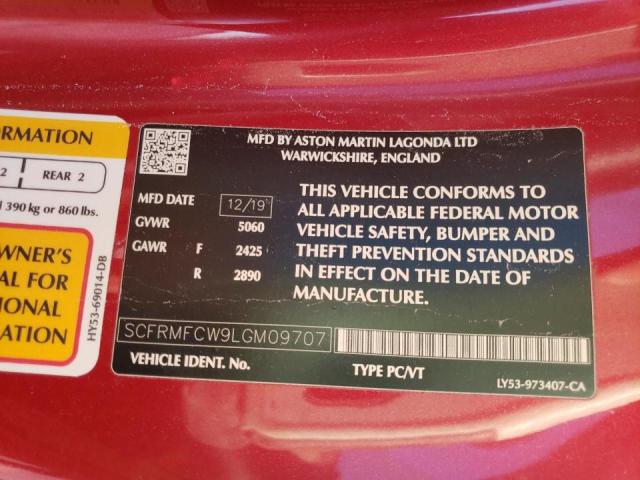 ORMATION
2 REAR 2
390 kg or 860 lbs.
WNER'S
AL FOR
IONAL
ATION
HY53-69014-DB
MFD BY ASTON MARTIN LAGONDA LTD
WARWICKSHIRE, ENGLAND
MFD DATE 12/19
GVWR 5060
GAWR F 2425
R 2890
THIS VEHICLE CONFORMS TO
ALL APPLICABLE FEDERAL MOTOR
VEHICLE SAFETY, BUMPER AND
THEFT PREVENTION STANDARDS
IN EFFECT ON THE DATE OF
MANUFACTURE.
SCFRMFCW9LGM09707
VEHICLE IDENT. No.
TYPE PC/VT
LY53-973407-CA